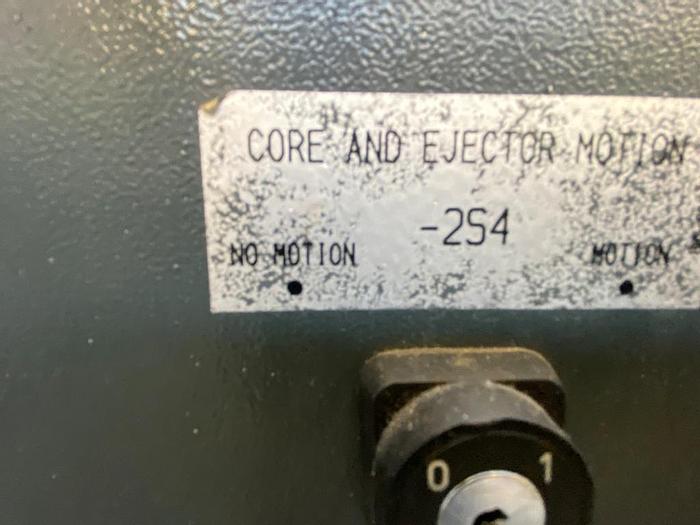 CORE AND EJECTOR MOTION
-2S4
NO MOTION MOTION
0 1